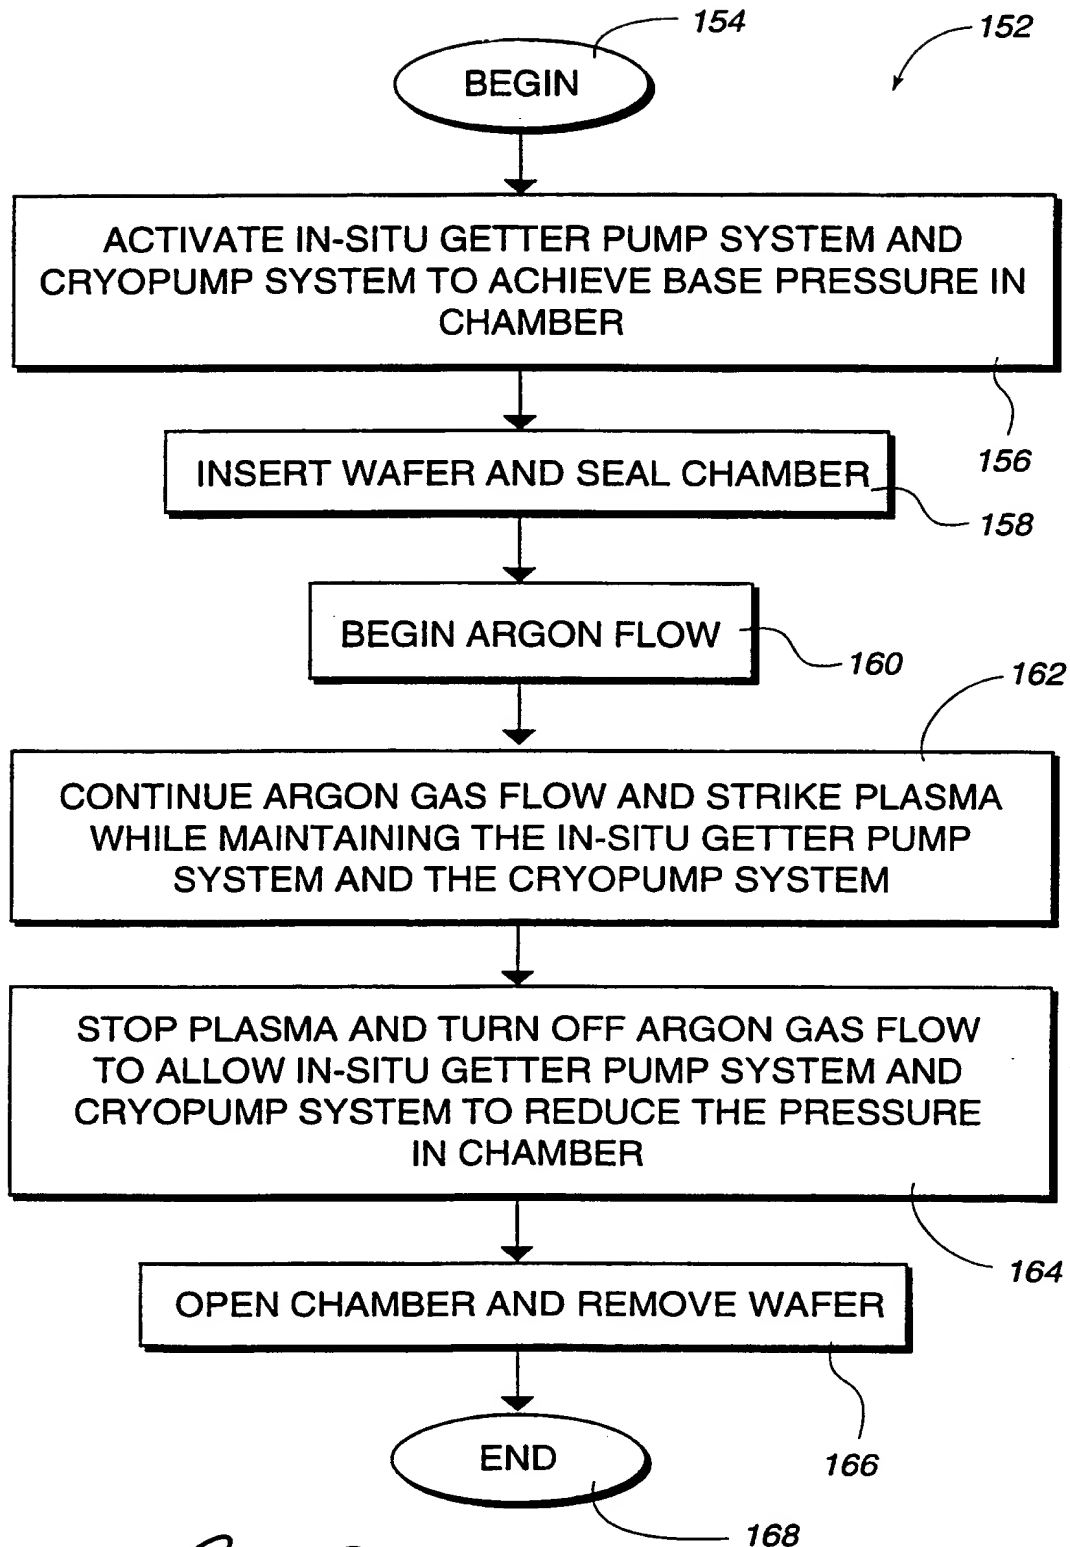 154
152
BEGIN
ACTIVATE IN-SITU GETTER PUMP SYSTEM AND
CRYOPUMP SYSTEM TO ACHIEVE BASE PRESSURE IN
CHAMBER
156
INSERT WAFER AND SEAL CHAMBER
158
BEGIN ARGON FLOW
160
162
CONTINUE ARGON GAS FLOW AND STRIKE PLASMA
WHILE MAINTAINING THE IN-SITU GETTER PUMP
SYSTEM AND THE CRYOPUMP SYSTEM
STOP PLASMA AND TURN OFF ARGON GAS FLOW
TO ALLOW IN-SITU GETTER PUMP SYSTEM AND
CRYOPUMP SYSTEM TO REDUCE THE PRESSURE
IN CHAMBER
164
OPEN CHAMBER AND REMOVE WAFER
166
END
168